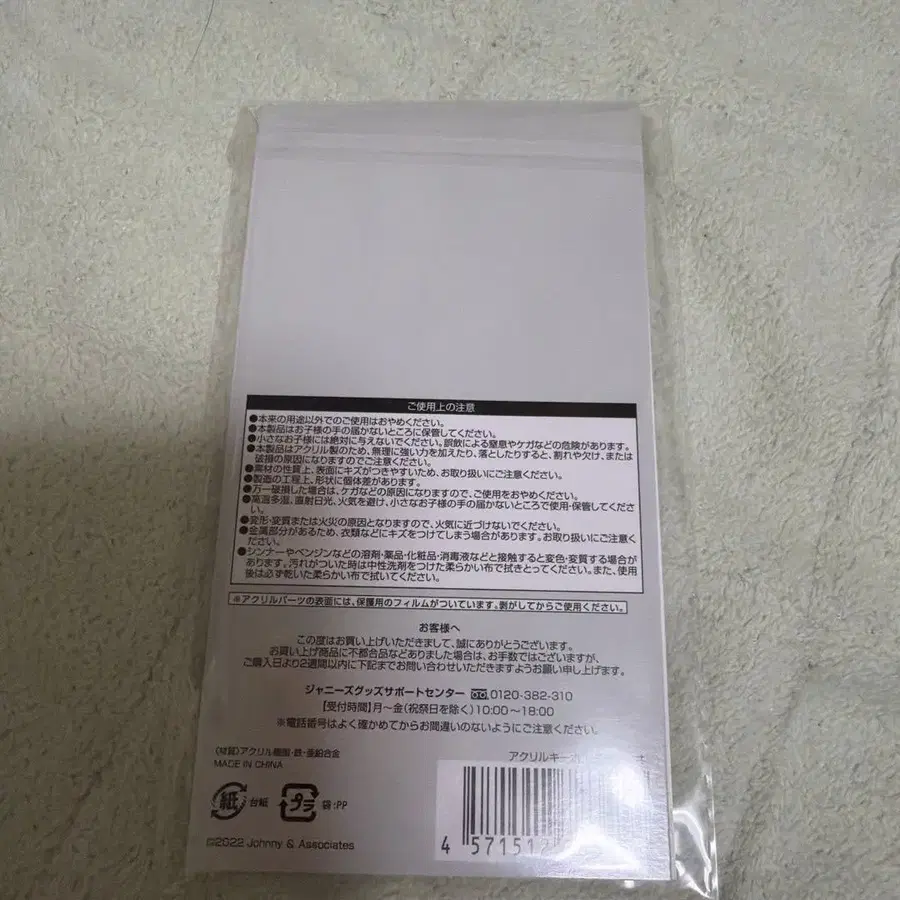 ご使用上の注意
●本来の用途以外でのご使用はおやめください。
●本製品はお子様の手の届かないところに保管してください。
●小さなお子様には絶対に与えないでください。誤飲による窒息やケガなどの危険があります。
●本製品はアクリル製のため、無理に強い力を加えたり、落としたりすると、割れや欠け、または
破損の原因になりますのでご注意ください。
●素材の性質上、表面にキズがつきやすいため、お取り扱いにご注意ください。
●製造の工程上、形状に個体差があります。
●万一破損した場合は、ケガなどの原因になりますので、ご使用をおやめください。
●高温多湿、直射日光、火気を避け、小さなお子様の手の届かないところで使用・保管してくださ
い。
●変形・変質または火災の原因となりますので、火気に近づけないでください。
●金属部分があるため、衣類などにキズをつけてしまう場合があります。お取り扱いにご注意く
ださい。
●シンナーやベンジンなどの溶剤・薬品・化粧品・消毒液などと接触すると変色・変質する場合が
あります。汚れがついた時は中性洗剤をつけた柔らかい布で拭きとってください。また、使用
後は必ず乾いた柔らかい布で拭いてください。
※アクリルパーツの表面には、保護用のフィルムがついています。剥がしてからご使用ください。
お客様へ
この度はお買い上げいただきまして、誠にありがとうございます。
お買い上げ商品に不都合品などありました場合は、お手数ではございますが、
ご購入日より2週間以内に下記までお問い合わせいただきますようお願い申し上げます。
ジャニーズグッズサポートセンター 0120-382-310
【受付時間】月〜金(祝祭日を除く)10:00〜18:00
※電話番号はよく確かめてからお間違いのないようにご注意ください。
〈材質〉アクリル樹脂・鉄・亜鉛合金
MADE IN CHINA
アクリルキーホ
紙 台紙 プラ 袋:PP
©2022 Johnny & Associates
4 57151